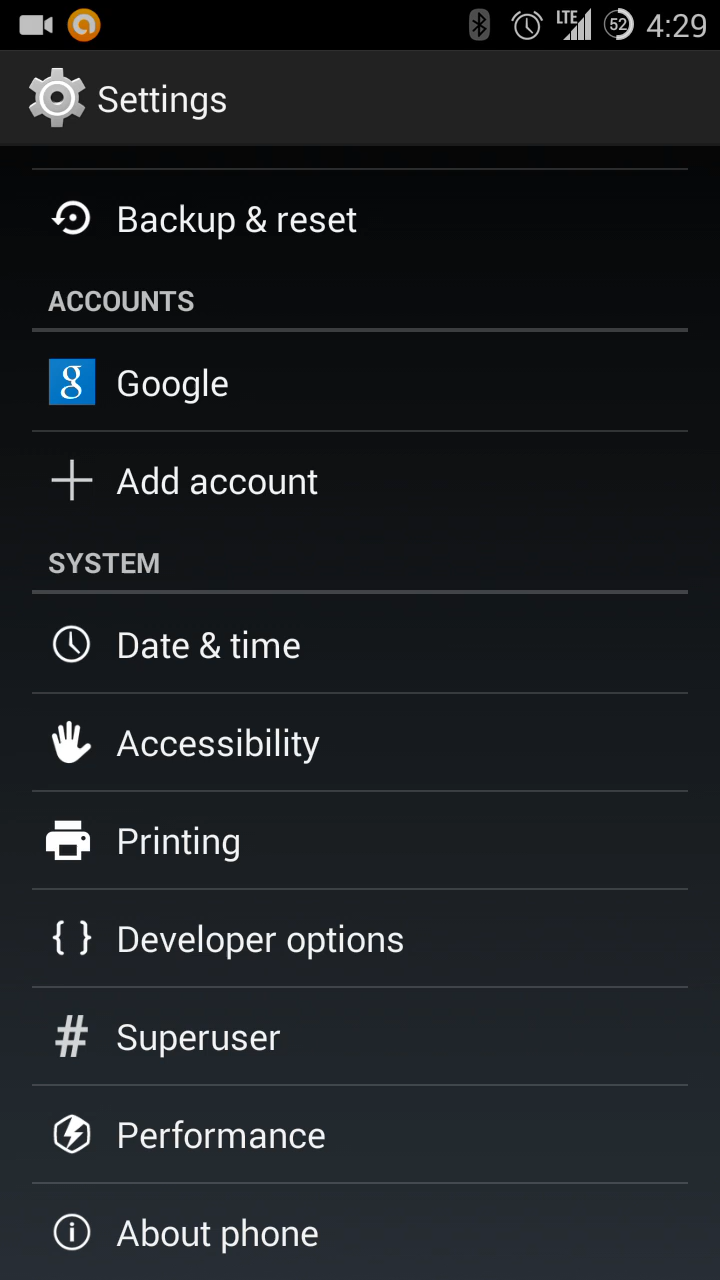 LTE 52 4:29
Settings
Backup & reset
ACCOUNTS
g Google
Add account
SYSTEM
Date & time
Accessibility
Printing
{ } Developer options
# Superuser
Performance
i About phone